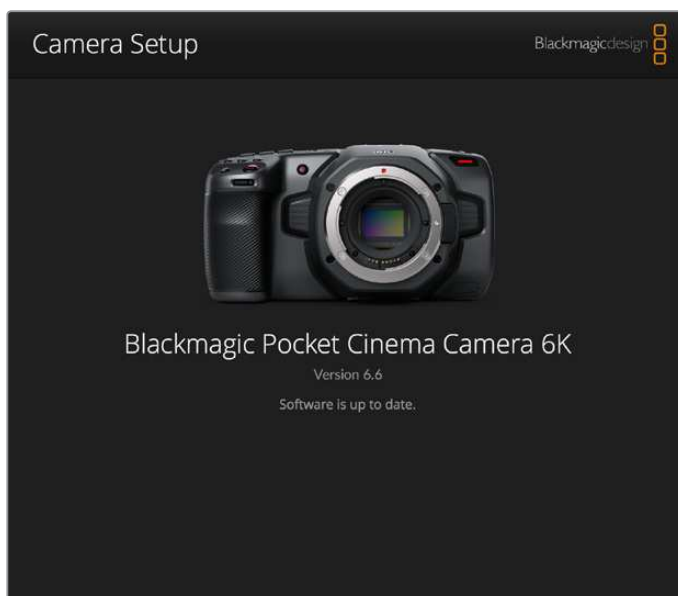 Camera Setup
Blackmagicdesign
Blackmagic Pocket Cinema Camera 6K
Version 6.6
Software is up to date.